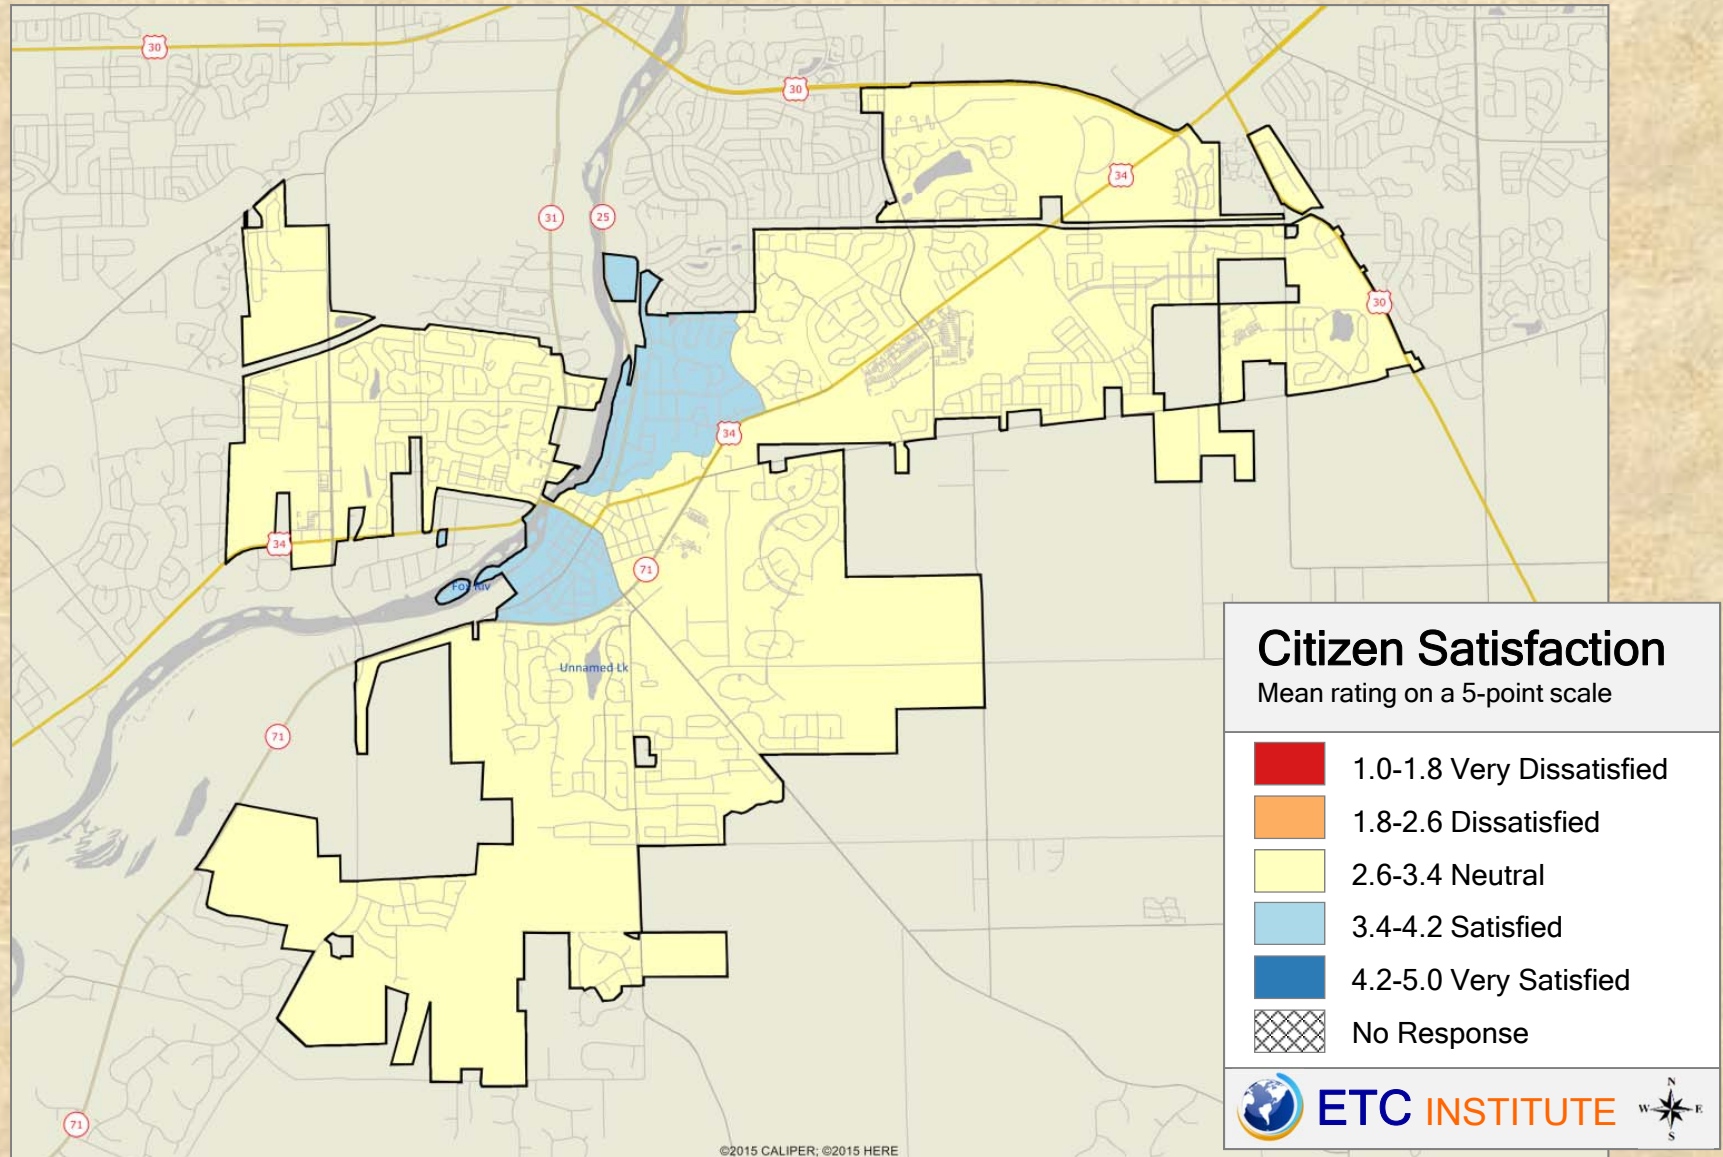 30
30
34
31
25
30
34
34
71
Fox Riv
Unnamed Lk
71
71
Citizen Satisfaction
Mean rating on a 5-point scale
1.0-1.8 Very Dissatisfied
1.8-2.6 Dissatisfied
2.6-3.4 Neutral
3.4-4.2 Satisfied
4.2-5.0 Very Satisfied
No Response
ETC INSTITUTE
N
W E
S
©2015 CALIPER; ©2015 HERE